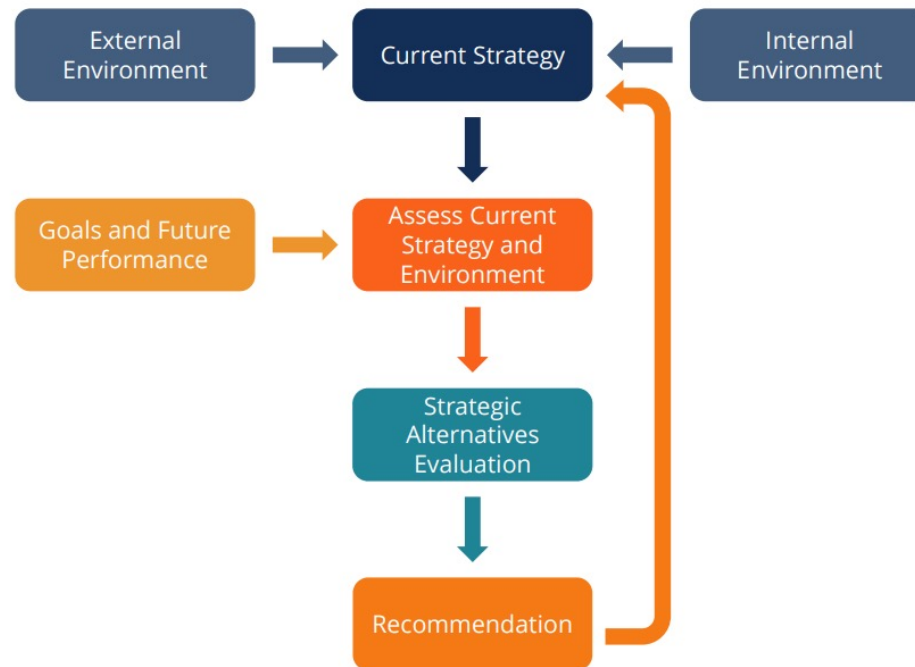 External
Environment
Current Strategy
Internal
Environment
Goals and Future
Performance
Assess Current
Strategy and
Environment
Strategic
Alternatives
Evaluation
Recommendation